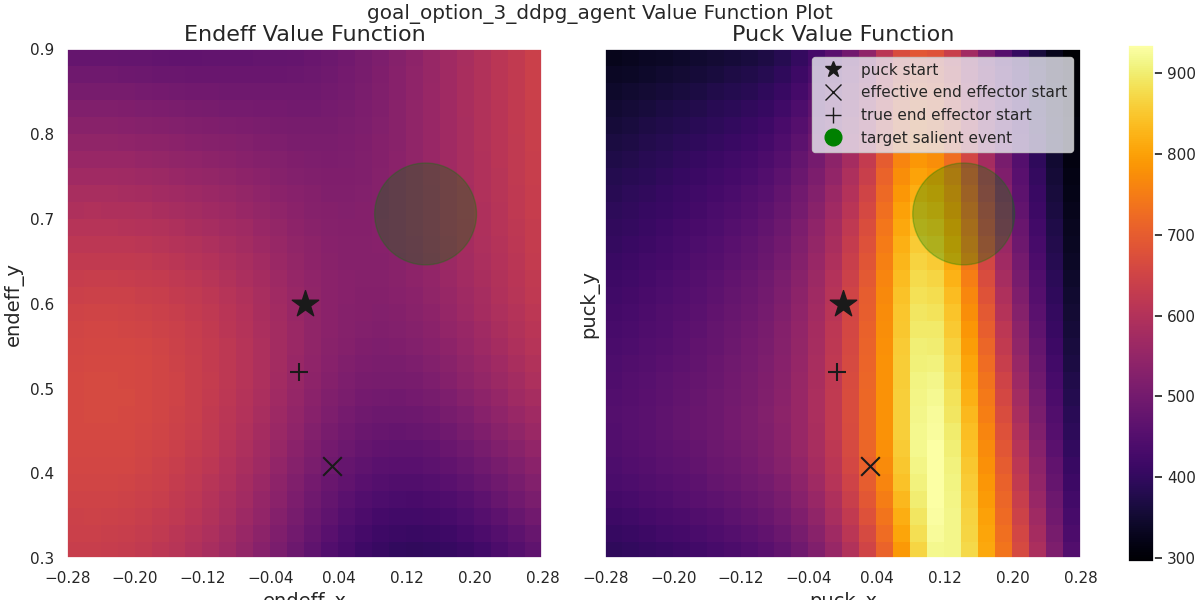 goal_option_3_ddpg_agent Value Function Plot
Endeff Value Function
Puck Value Function
puck start
effective end effector start
true end effector start
target salient event
endeff_y
0.9
0.8
0.7
0.6
0.5
0.4
0.3
−0.28 −0.20 −0.12 −0.04 0.04 0.12 0.20 0.28
endeff_x
puck_y
−0.28 −0.20 −0.12 −0.04 0.04 0.12 0.20 0.28
puck_x
900
800
700
600
500
400
300